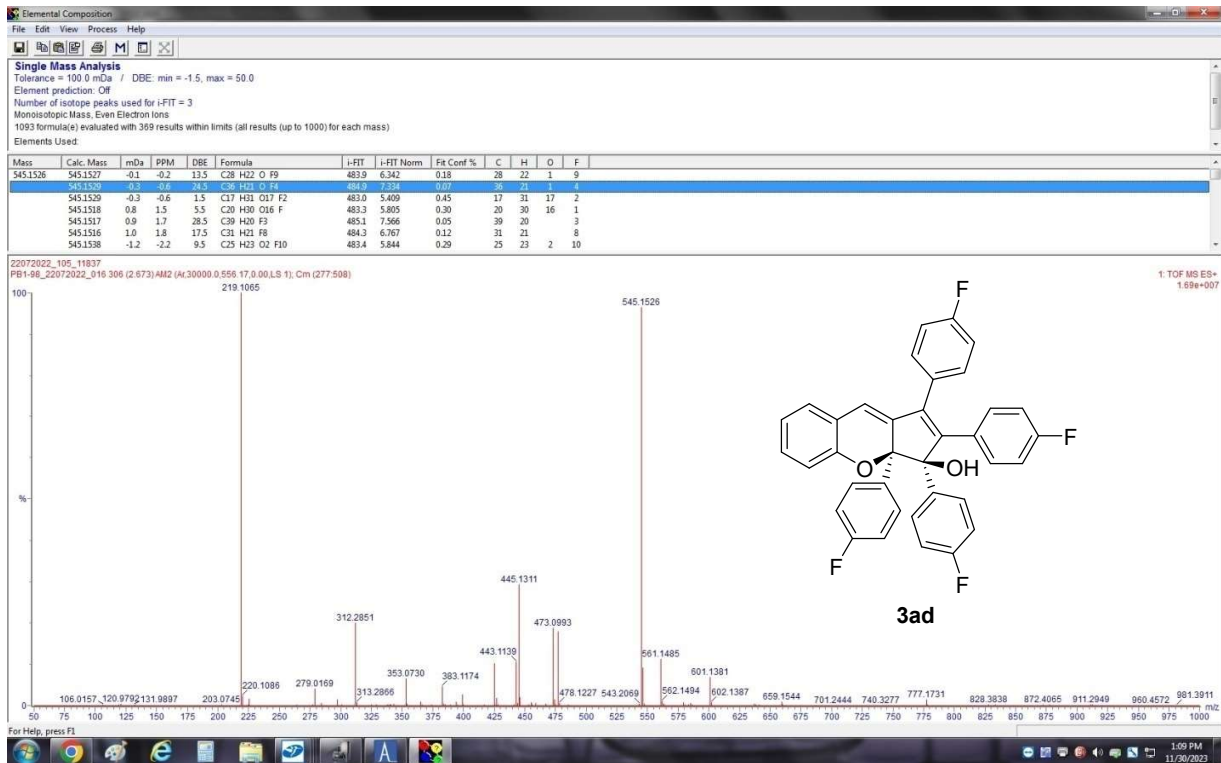 Elemental Composition
File Edit View Process Help
Single Mass Analysis
Tolerance = 100.0 mDa / DBE: min = -1.5, max = 50.0
Element prediction: Off
Number of isotope peaks used for i-FIT = 3
Monoisotopic Mass, Even Electron Ions
1093 formula(e) evaluated with 369 results within limits (all results (up to 1000) for each mass)
Elements Used:
Mass Calc. Mass mDa PPM DBE Formula i-FIT i-FIT Norm Fit Conf % C H O F
545.1526 545.1527 -0.1 -0.2 13.5 C28 H22 O F9 483.9 6.342 0.18 28 22 1 9
545.1529 -0.3 -0.6 24.5 C36 H21 O F4 484.9 7.334 0.07 36 21 1 4
545.1529 -0.3 -0.6 1.5 C17 H31 O17 F2 483.0 5.409 0.45 17 31 17 2
545.1518 0.8 1.5 5.5 C20 H30 O16 F 483.3 5.805 0.30 20 30 16 1
545.1517 0.9 1.7 28.5 C39 H20 F3 485.1 7.566 0.05 39 20 3
545.1516 1.0 1.8 17.5 C31 H21 F8 484.3 6.767 0.12 31 21 8
545.1538 -1.2 -2.2 9.5 C25 H23 O2 F10 483.4 5.844 0.29 25 23 2 10
22072022_105_11837
PB1-98_22072022_016 306 (2.673) AM2 (Ar,30000.0,556.17,0.00,LS 1); Cm (277:508)
1: TOF MS ES+
1.69e+007
100
%
0
219.1065
545.1526
445.1311
312.2851
473.0993
443.1139
561.1485
601.1381
353.0730
383.1174
279.0169
220.1086
313.2866
106.0157 120.9792 131.9897
203.0745
478.1227
543.2069
562.1494
602.1387
659.1544
701.2444
740.3277
777.1731
828.3838
872.4065
911.2949
960.4572
981.3911
50 75 100 125 150 175 200 225 250 275 300 325 350 375 400 425 450 475 500 525 550 575 600 625 650 675 700 725 750 775 800 825 850 875 900 925 950 975 1000 m/z
F
F
OH
O
F
F
3ad
For Help, press F1
1:09 PM
11/30/2023